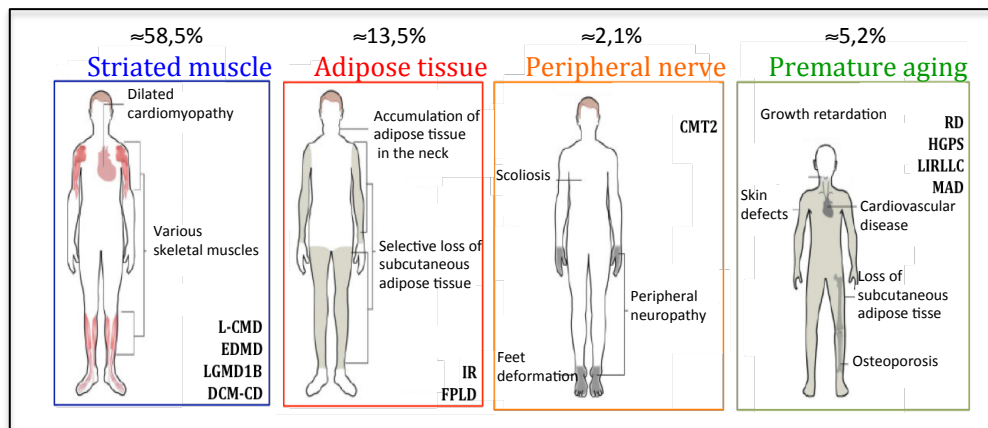 ≈58,5%
Striated muscle
Dilated
cardiomyopathy
Various
skeletal muscles
L-CMD
EDMD
LGMD1B
DCM-CD
≈13,5%
Adipose tissue
Accumulation of
adipose tissue
in the neck
Selective loss of
subcutaneous
adipose tissue
IR
FPLD
≈2,1%
Peripheral nerve
CMT2
Scoliosis
Peripheral
neuropathy
Feet
deformation
≈5,2%
Premature aging
Growth retardation
RD
HGPS
LIRLLC
MAD
Skin
defects
Cardiovascular
disease
Loss of
subcutaneous
adipose tisse
Osteoporosis